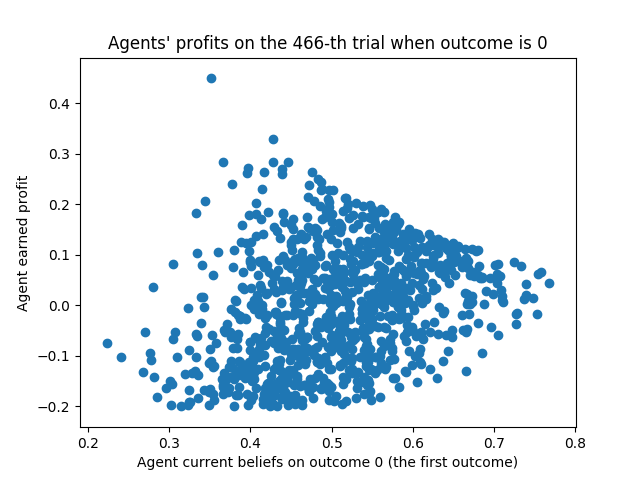 Agents' profits on the 466-th trial when outcome is 0
Agent earned profit
0.4
0.3
0.2
0.1
0.0
−0.1
−0.2
0.2 0.3 0.4 0.5 0.6 0.7 0.8
Agent current beliefs on outcome 0 (the first outcome)